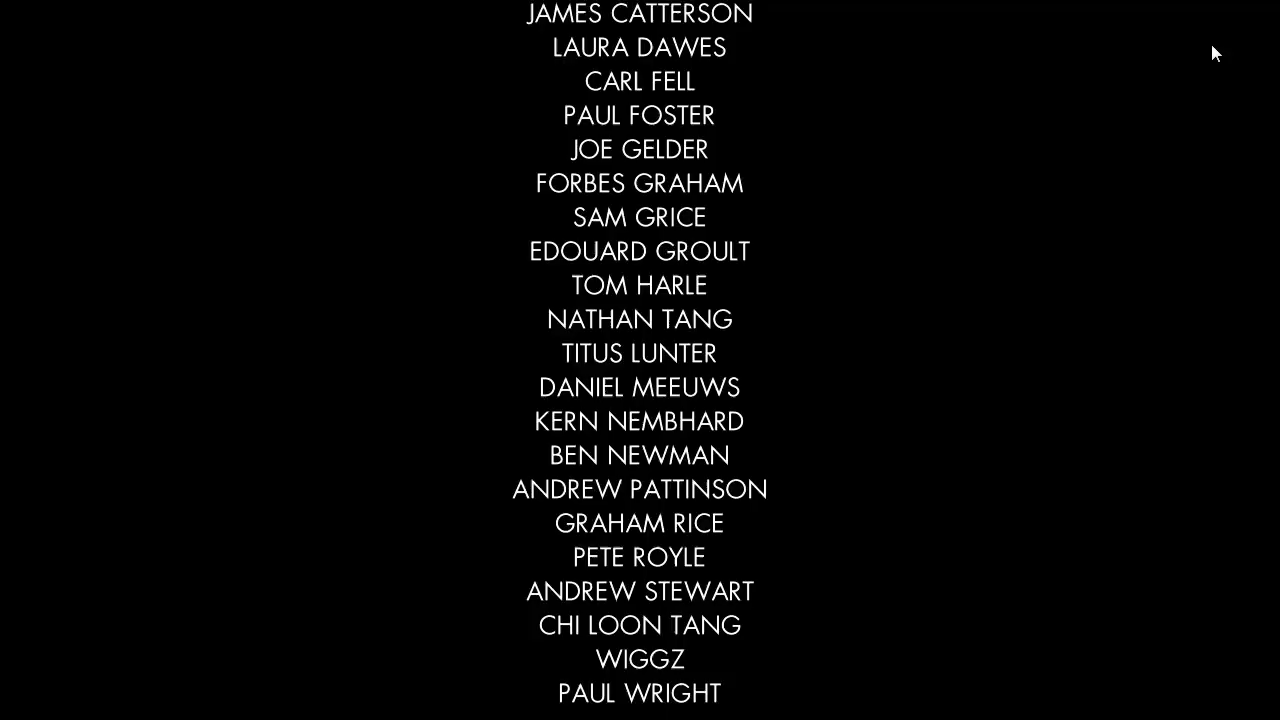 JAMES CATTERSON
LAURA DAWES
CARL FELL
PAUL FOSTER
JOE GELDER
FORBES GRAHAM
SAM GRICE
EDOUARD GROULT
TOM HARLE
NATHAN TANG
TITUS LUNTER
DANIEL MEEUWS
KERN NEMBHARD
BEN NEWMAN
ANDREW PATTINSON
GRAHAM RICE
PETE ROYLE
ANDREW STEWART
CHI LOON TANG
WIGGZ
PAUL WRIGHT